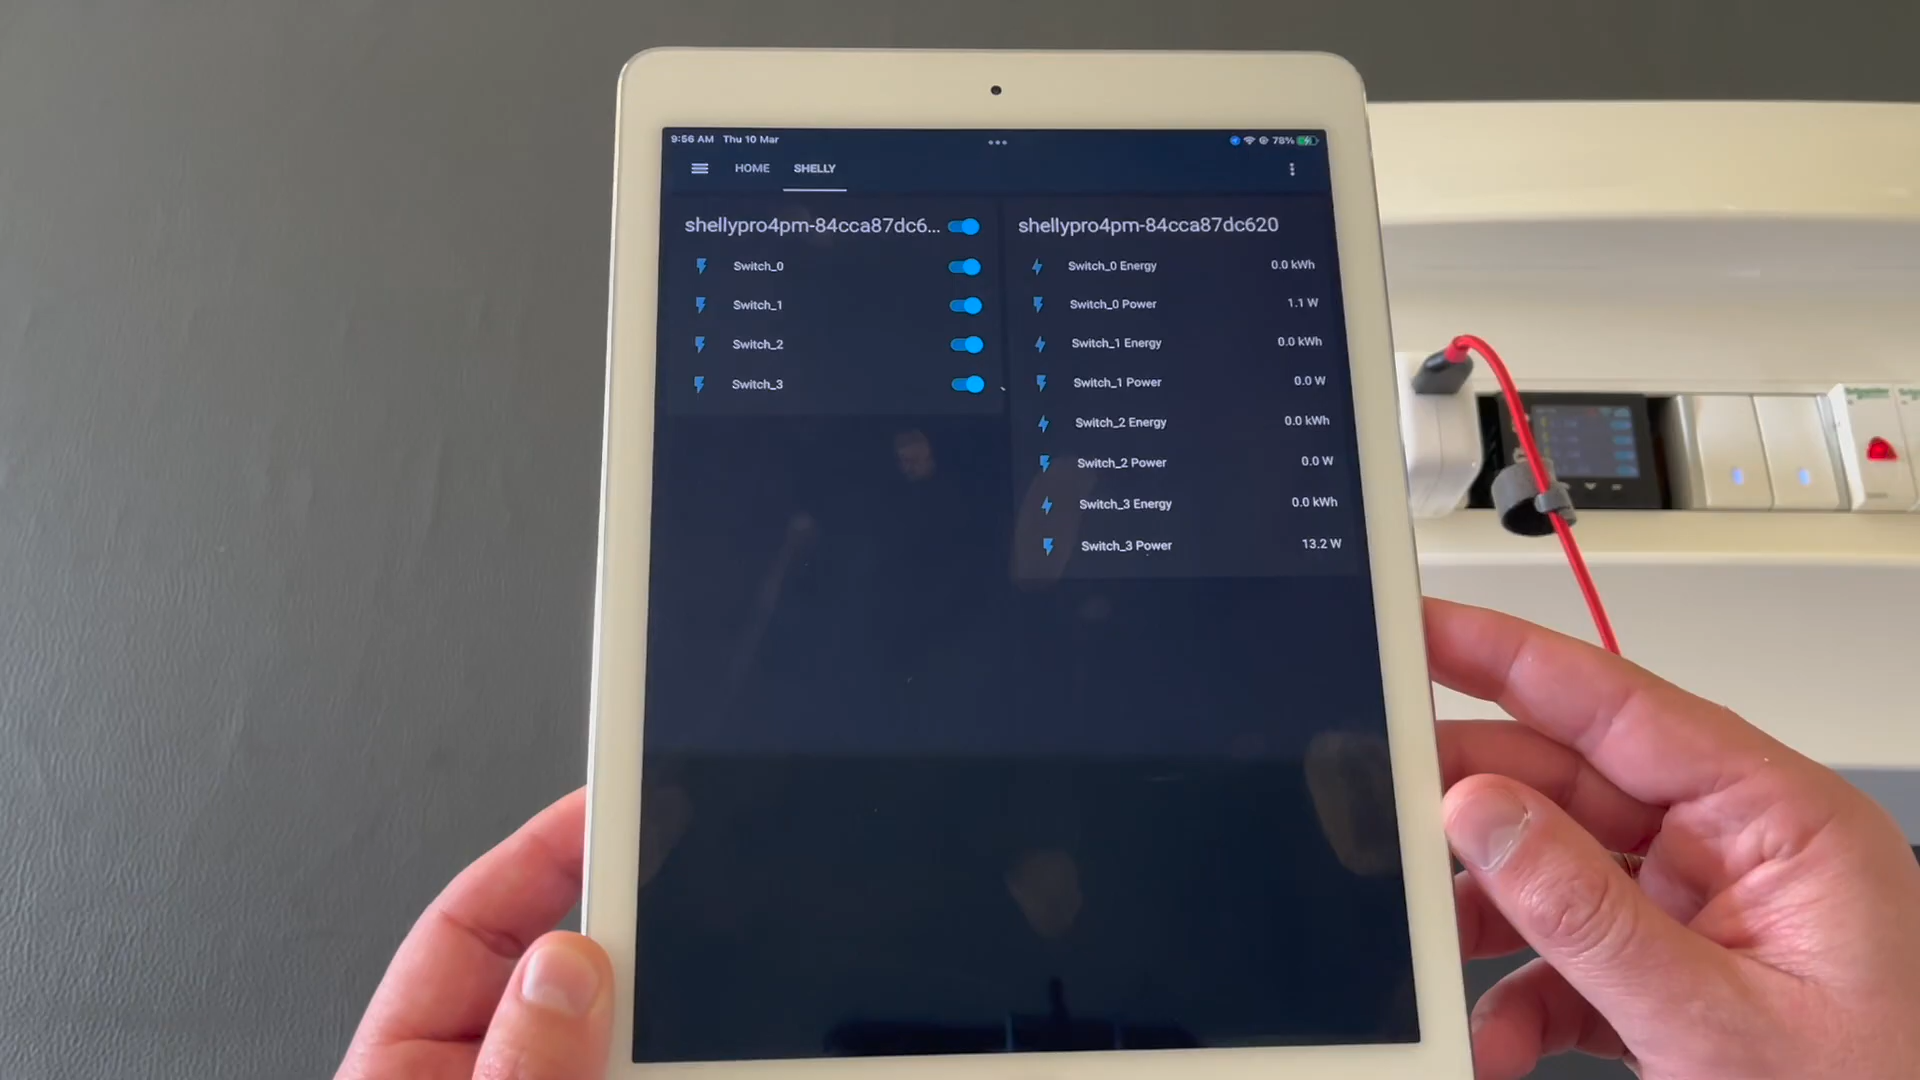 9:56 AM Thu 10 Mar
78%
HOME SHELLY
shellypro4pm-84cca87dc6...
Switch_0
Switch_1
Switch_2
Switch_3
shellypro4pm-84cca87dc620
Switch_0 Energy 0.0 kWh
Switch_0 Power 1.1 W
Switch_1 Energy 0.0 kWh
Switch_1 Power 0.0 W
Switch_2 Energy 0.0 kWh
Switch_2 Power 0.0 W
Switch_3 Energy 0.0 kWh
Switch_3 Power 13.2 W